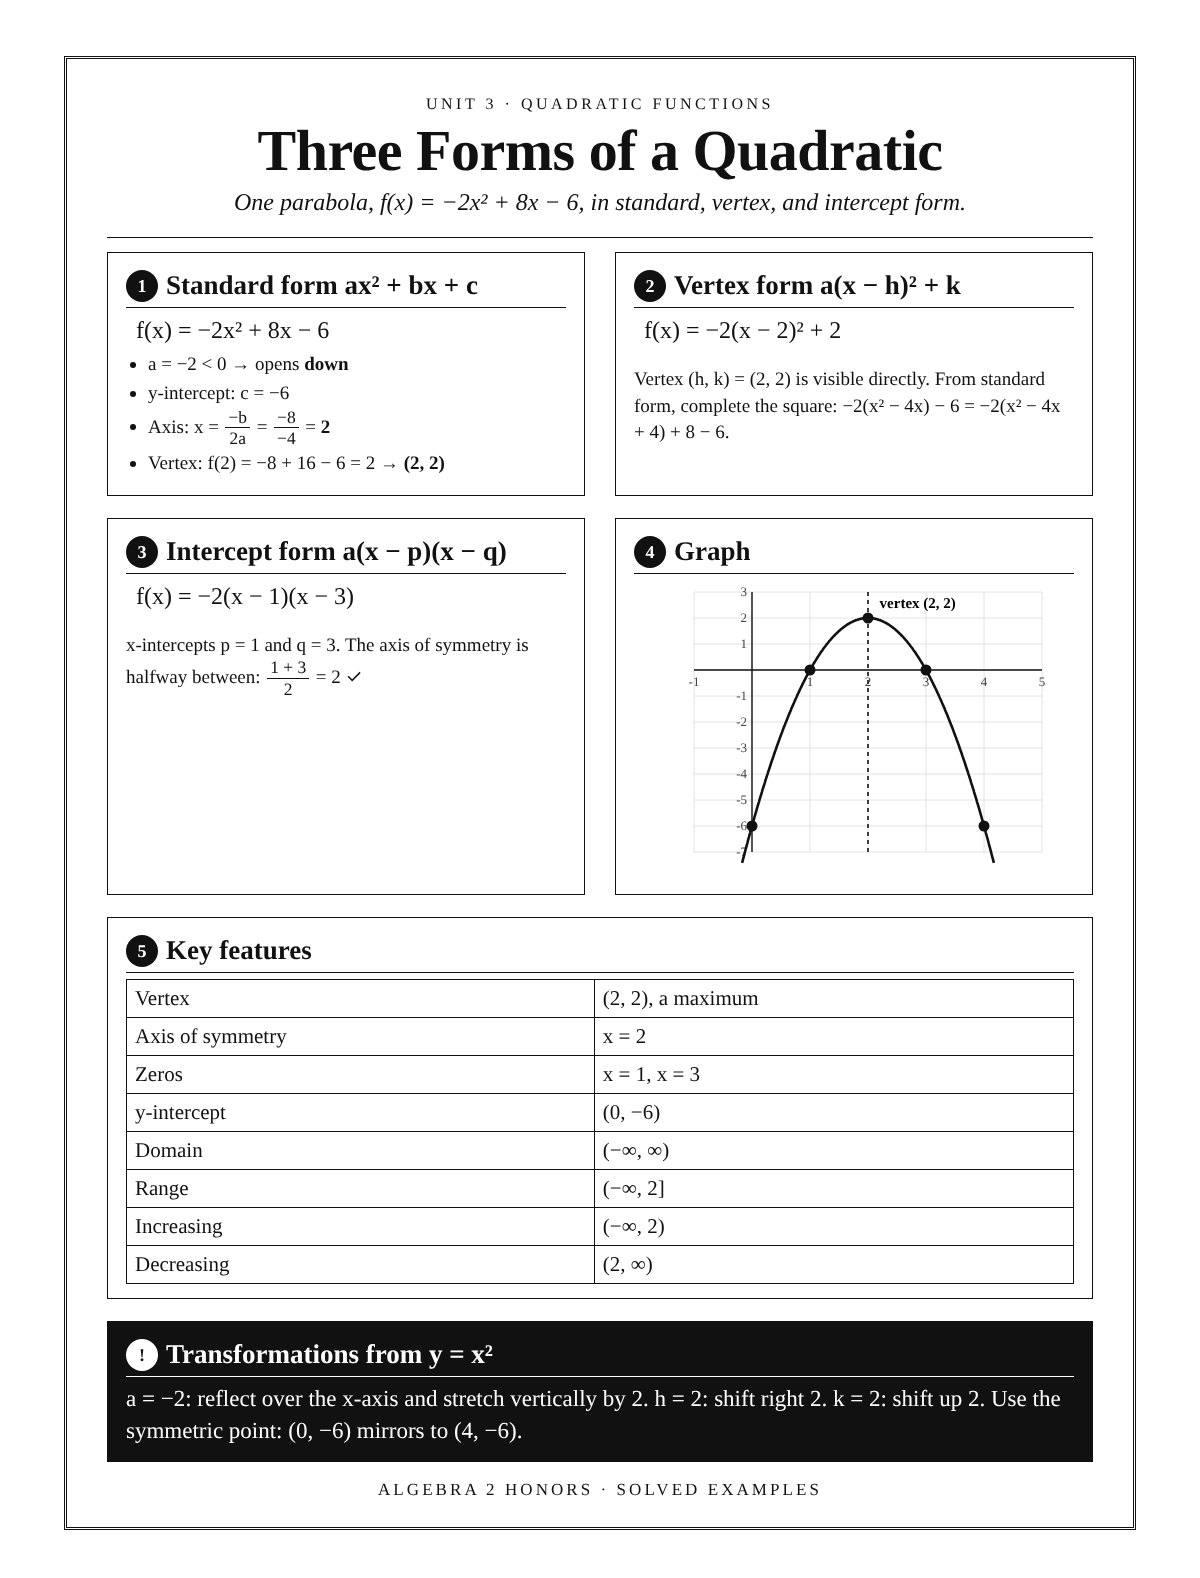 UNIT 3 · QUADRATIC FUNCTIONS
Three Forms of a Quadratic
One parabola, f(x) = −2x² + 8x − 6, in standard, vertex, and intercept form.
1 Standard form ax² + bx + c
f(x) = −2x² + 8x − 6
• a = −2 < 0 → opens down
• y-intercept: c = −6
• Axis: x = −b/2a = −8/−4 = 2
• Vertex: f(2) = −8 + 16 − 6 = 2 → (2, 2)
2 Vertex form a(x − h)² + k
f(x) = −2(x − 2)² + 2
Vertex (h, k) = (2, 2) is visible directly. From standard
form, complete the square: −2(x² − 4x) − 6 = −2(x² − 4x
+ 4) + 8 − 6.
3 Intercept form a(x − p)(x − q)
f(x) = −2(x − 1)(x − 3)
x-intercepts p = 1 and q = 3. The axis of symmetry is
halfway between: 1 + 3/2 = 2 ✓
4 Graph
3
vertex (2, 2)
2
1
-1 1 2 3 4 5
-1
-2
-3
-4
-5
-6
-7
5 Key features
Vertex (2, 2), a maximum
Axis of symmetry x = 2
Zeros x = 1, x = 3
y-intercept (0, −6)
Domain (−∞, ∞)
Range (−∞, 2]
Increasing (−∞, 2)
Decreasing (2, ∞)
! Transformations from y = x²
a = −2: reflect over the x-axis and stretch vertically by 2. h = 2: shift right 2. k = 2: shift up 2. Use the
symmetric point: (0, −6) mirrors to (4, −6).
ALGEBRA 2 HONORS · SOLVED EXAMPLES